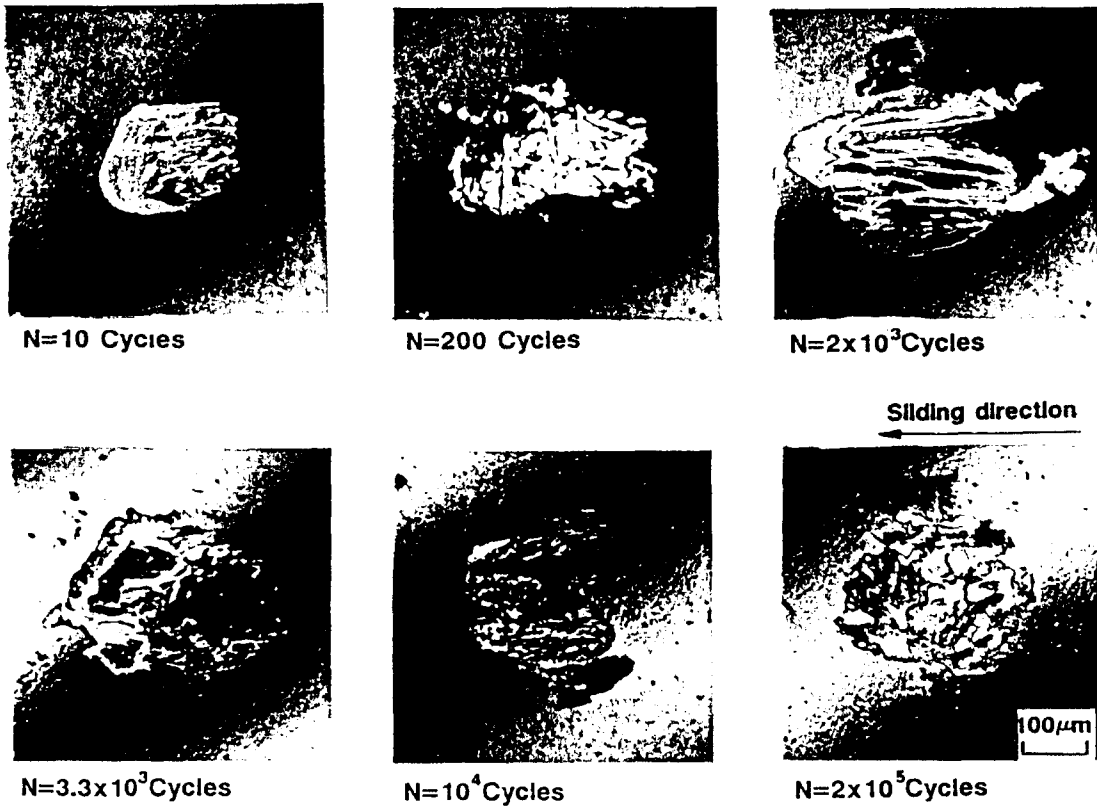 N=10 Cycles
N=200 Cycles
N=2x10³Cycles
Sliding direction
N=3.3x10³Cycles
N=10⁴Cycles
N=2x10⁵Cycles
100μm